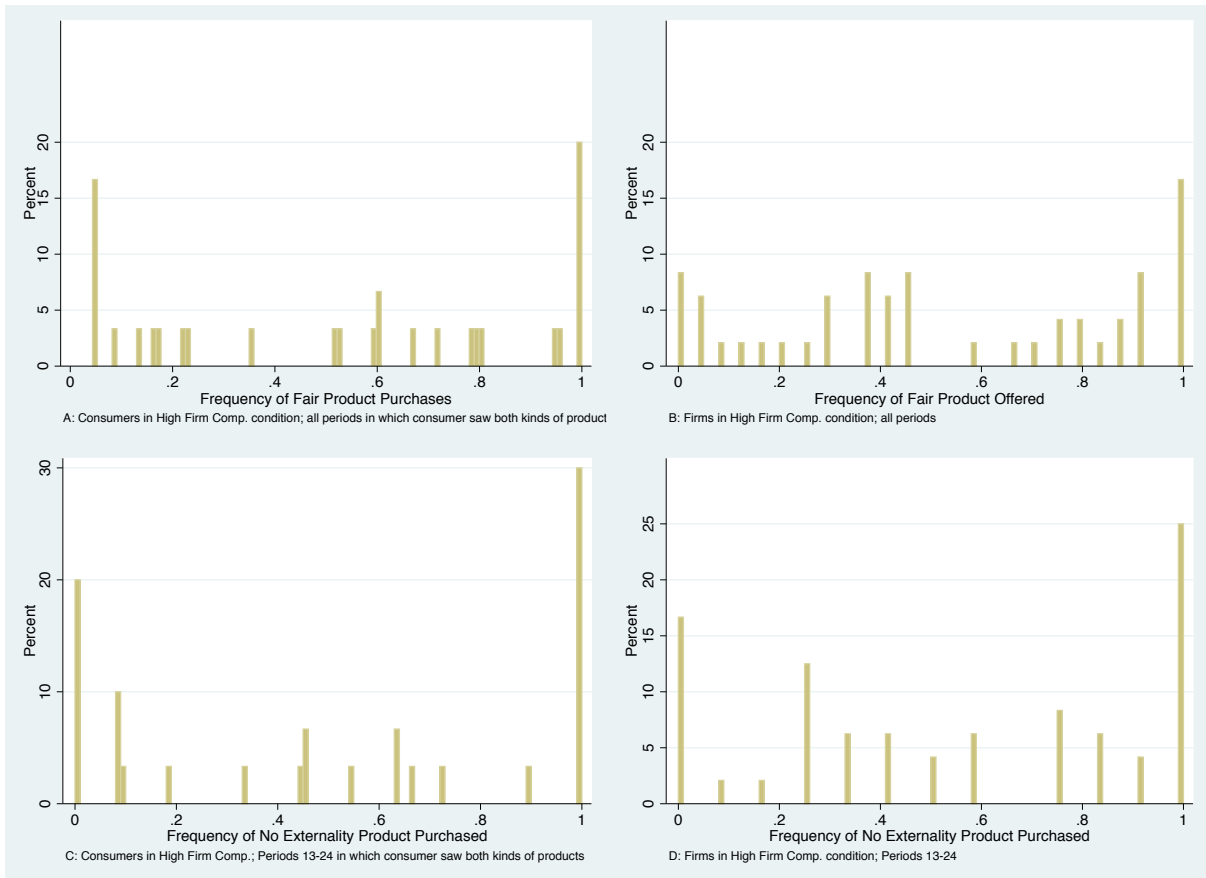 Percent
0 5 10 15 20
0 .2 .4 .6 .8 1
Frequency of Fair Product Purchases
A: Consumers in High Firm Comp. condition; all periods in which consumer saw both kinds of product
Percent
0 5 10 15 20
0 .2 .4 .6 .8 1
Frequency of Fair Product Offered
B: Firms in High Firm Comp. condition; all periods
Percent
0 10 20 30
0 .2 .4 .6 .8 1
Frequency of No Externality Product Purchased
C: Consumers in High Firm Comp.; Periods 13-24 in which consumer saw both kinds of products
Percent
0 5 10 15 20 25
0 .2 .4 .6 .8 1
Frequency of No Externality Product Purchased
D: Firms in High Firm Comp. condition; Periods 13-24